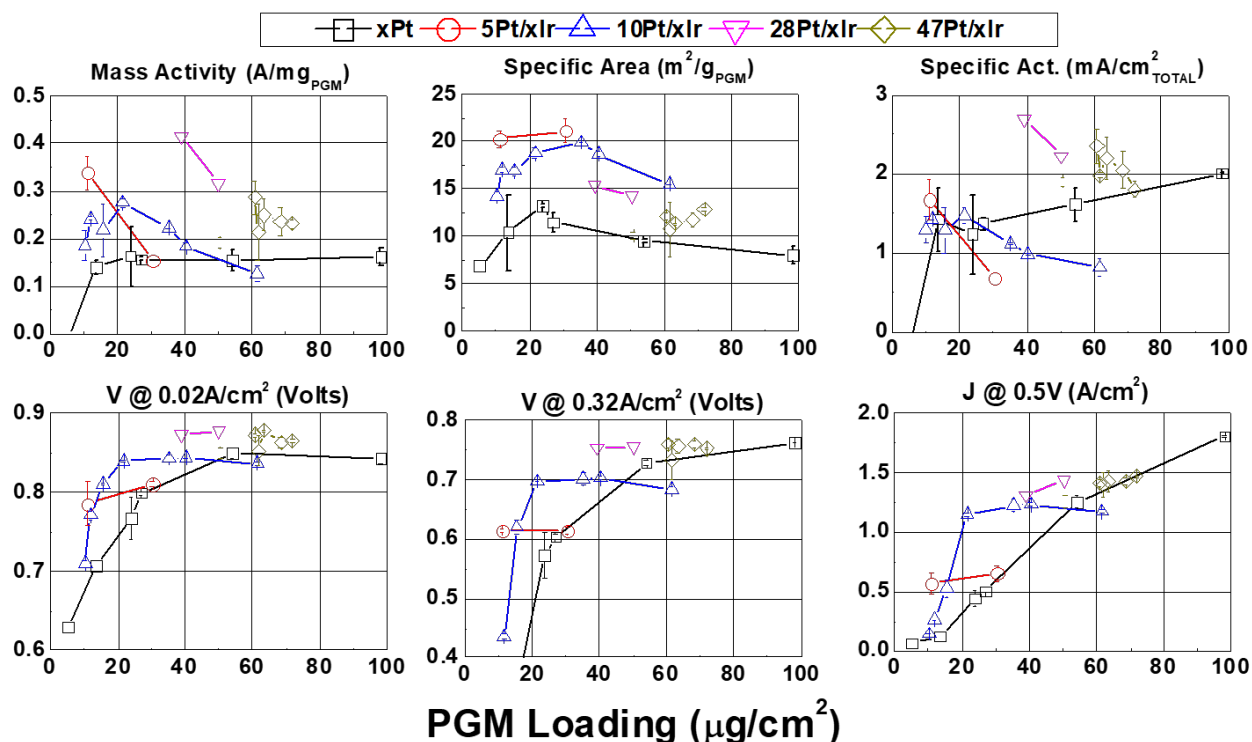 xPt 5Pt/xIr 10Pt/xIr 28Pt/xIr 47Pt/xIr
Mass Activity (A/mg_PGM)
0.5
0.4
0.3
0.2
0.1
0.0
0 20 40 60 80 100
Specific Area (m²/g_PGM)
25
20
15
10
5
0
0 20 40 60 80 100
Specific Act. (mA/cm²_TOTAL)
3
2
1
0
0 20 40 60 80 100
V @ 0.02A/cm² (Volts)
0.9
0.8
0.7
0.6
0 20 40 60 80 100
V @ 0.32A/cm² (Volts)
0.8
0.7
0.6
0.5
0.4
0 20 40 60 80 100
J @ 0.5V (A/cm²)
2.0
1.5
1.0
0.5
0.0
0 20 40 60 80 100
PGM Loading (μg/cm²)